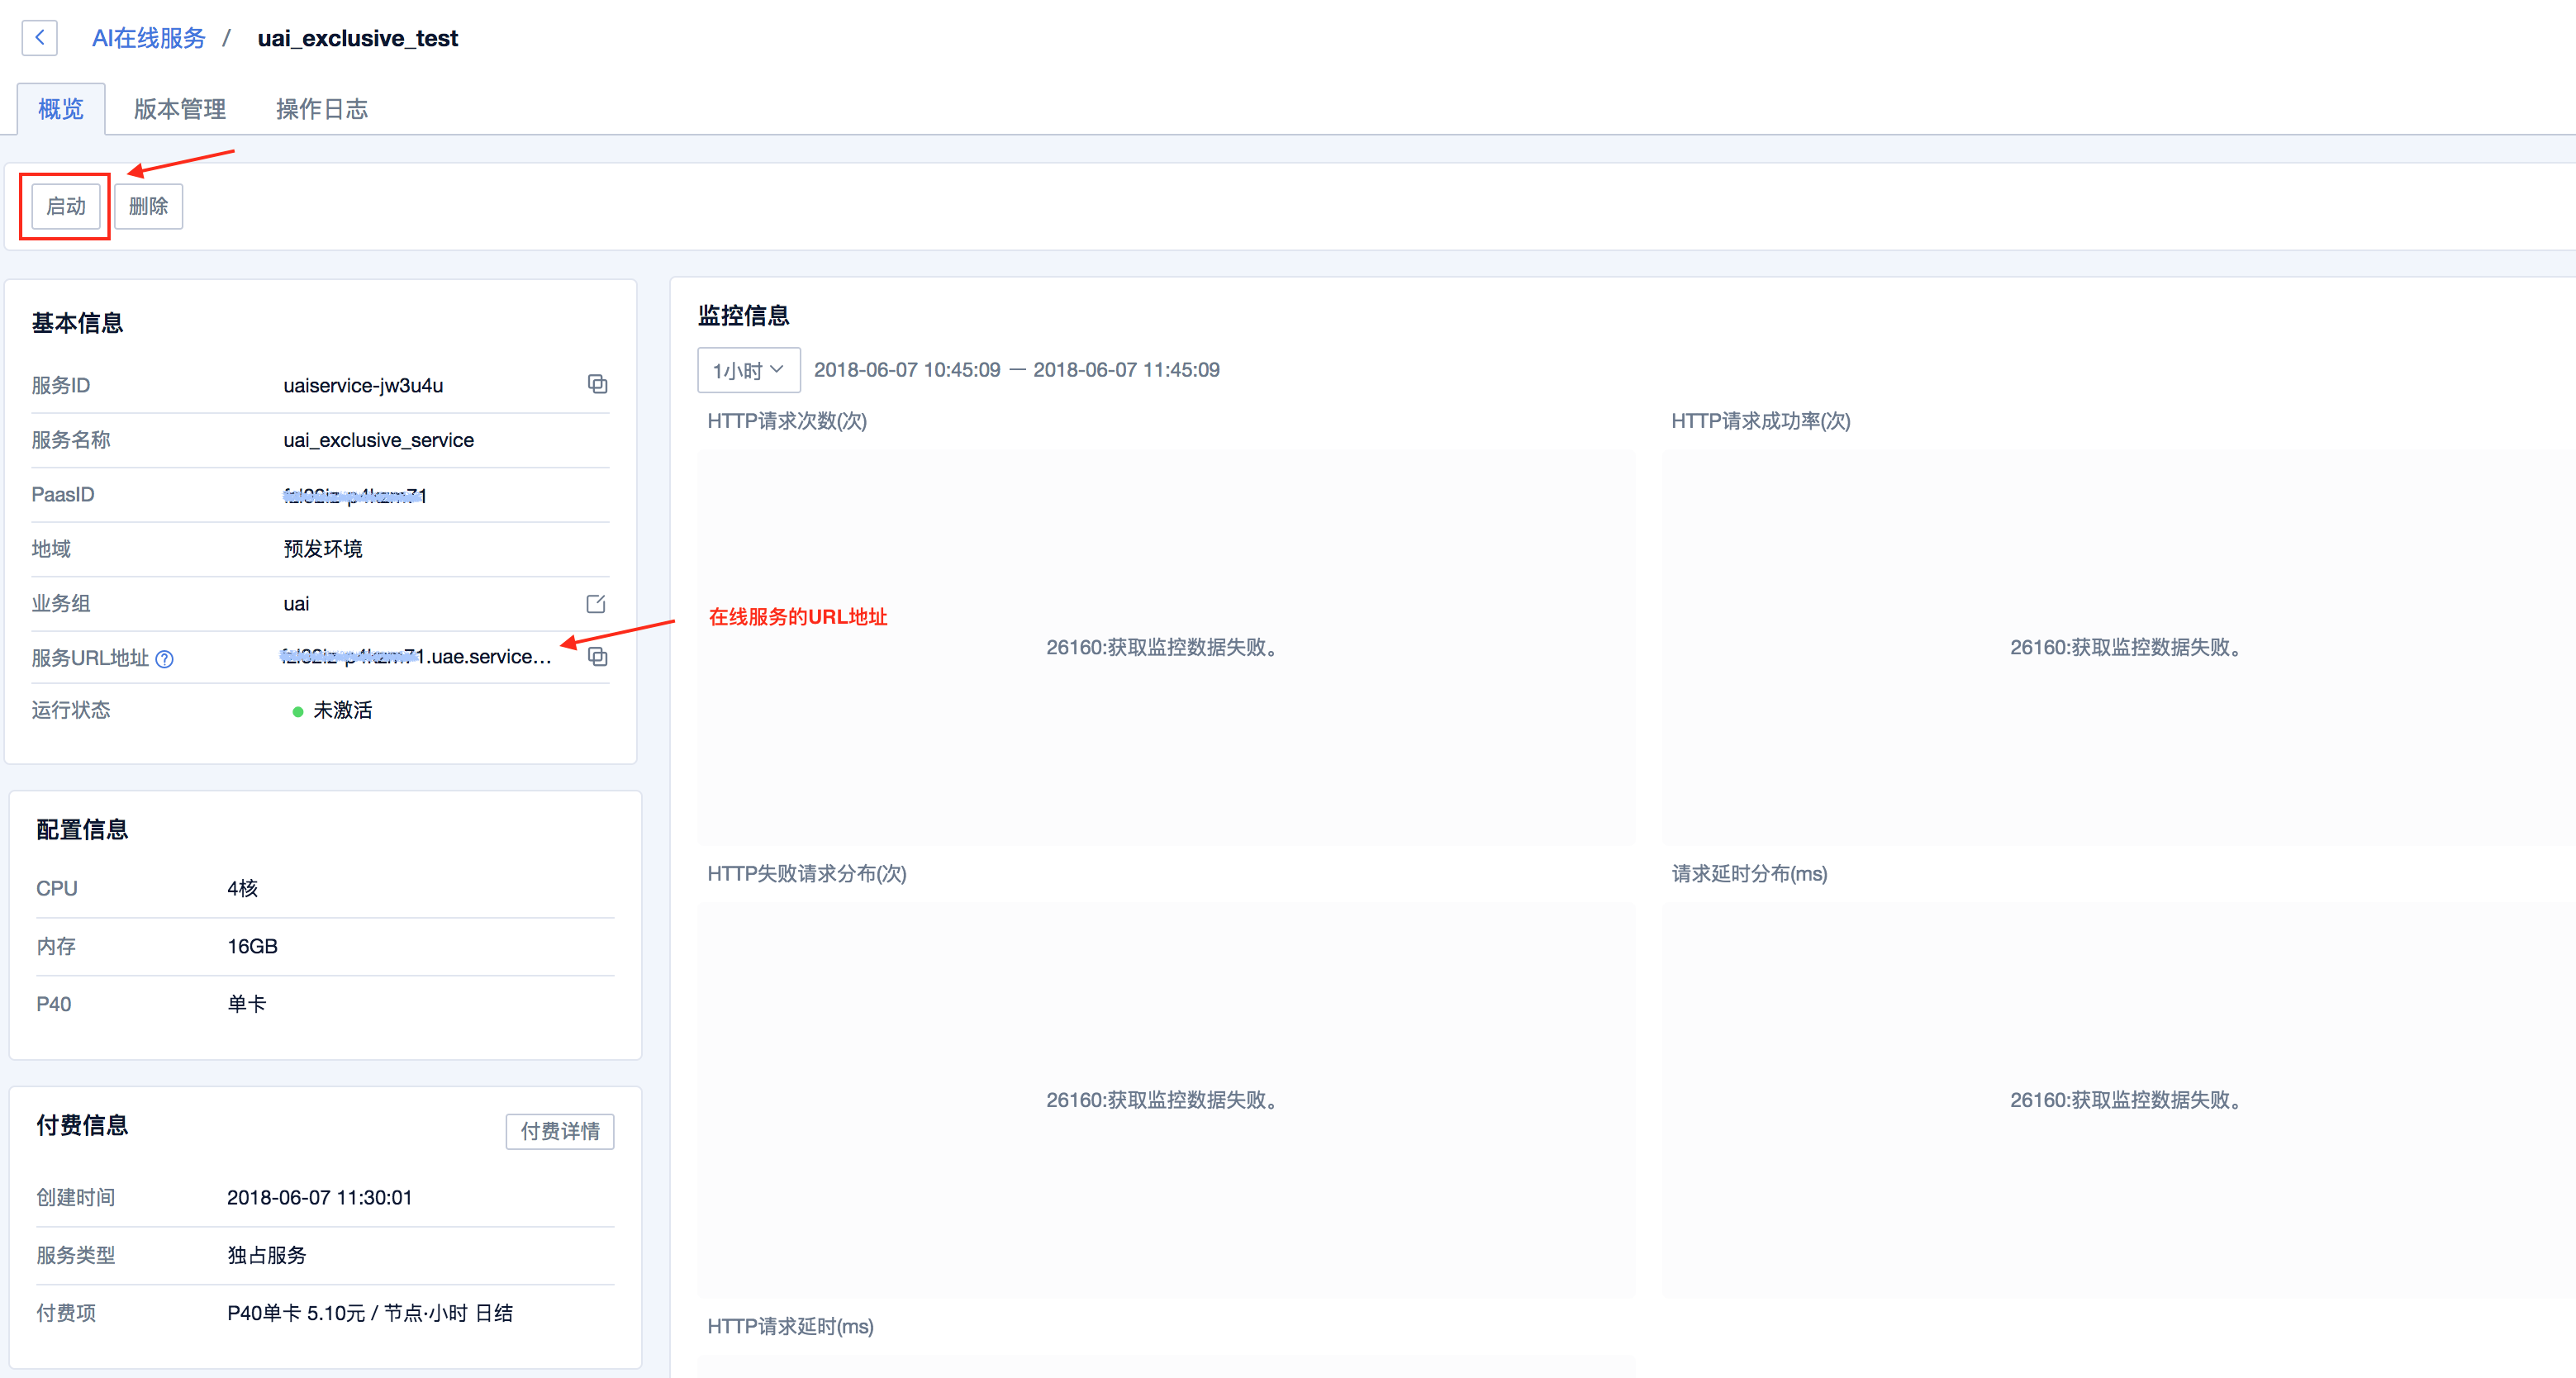 AI在线服务 / uai_exclusive_test
概览 版本管理 操作日志
启动 删除
基本信息
服务ID uaiservice-jw3u4u
服务名称 uai_exclusive_service
PaasID
地域 预发环境
业务组 uai
服务URL地址 .uae.service...
运行状态 未激活
配置信息
CPU 4核
内存 16GB
P40 单卡
付费信息 付费详情
创建时间 2018-06-07 11:30:01
服务类型 独占服务
付费项 P40单卡 5.10元 / 节点·小时 日结
监控信息
1小时 2018-06-07 10:45:09 — 2018-06-07 11:45:09
HTTP请求次数(次)
在线服务的URL地址
26160:获取监控数据失败。
HTTP请求成功率(次)
26160:获取监控数据失败。
HTTP失败请求分布(次)
26160:获取监控数据失败。
请求延时分布(ms)
26160:获取监控数据失败。
HTTP请求延时(ms)